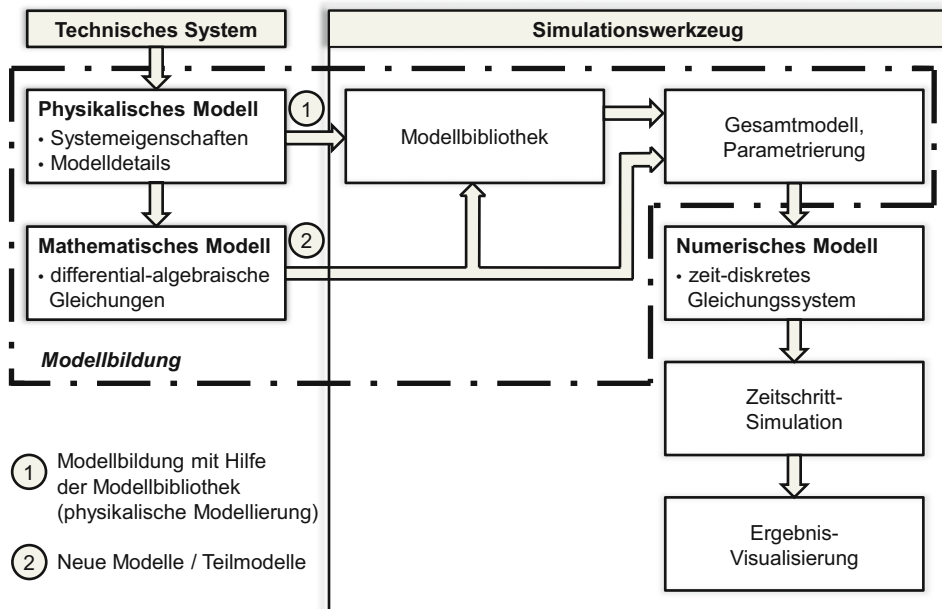 Technisches System
Simulationswerkzeug
Physikalisches Modell
• Systemeigenschaften
• Modelldetails
1
Modellbibliothek
Gesamtmodell,
Parametrierung
Mathematisches Modell
• differential-algebraische
Gleichungen
2
Numerisches Modell
• zeit-diskretes
Gleichungssystem
Modellbildung
Zeitschritt-
Simulation
1 Modellbildung mit Hilfe
der Modellbibliothek
(physikalische Modellierung)
2 Neue Modelle / Teilmodelle
Ergebnis-
Visualisierung